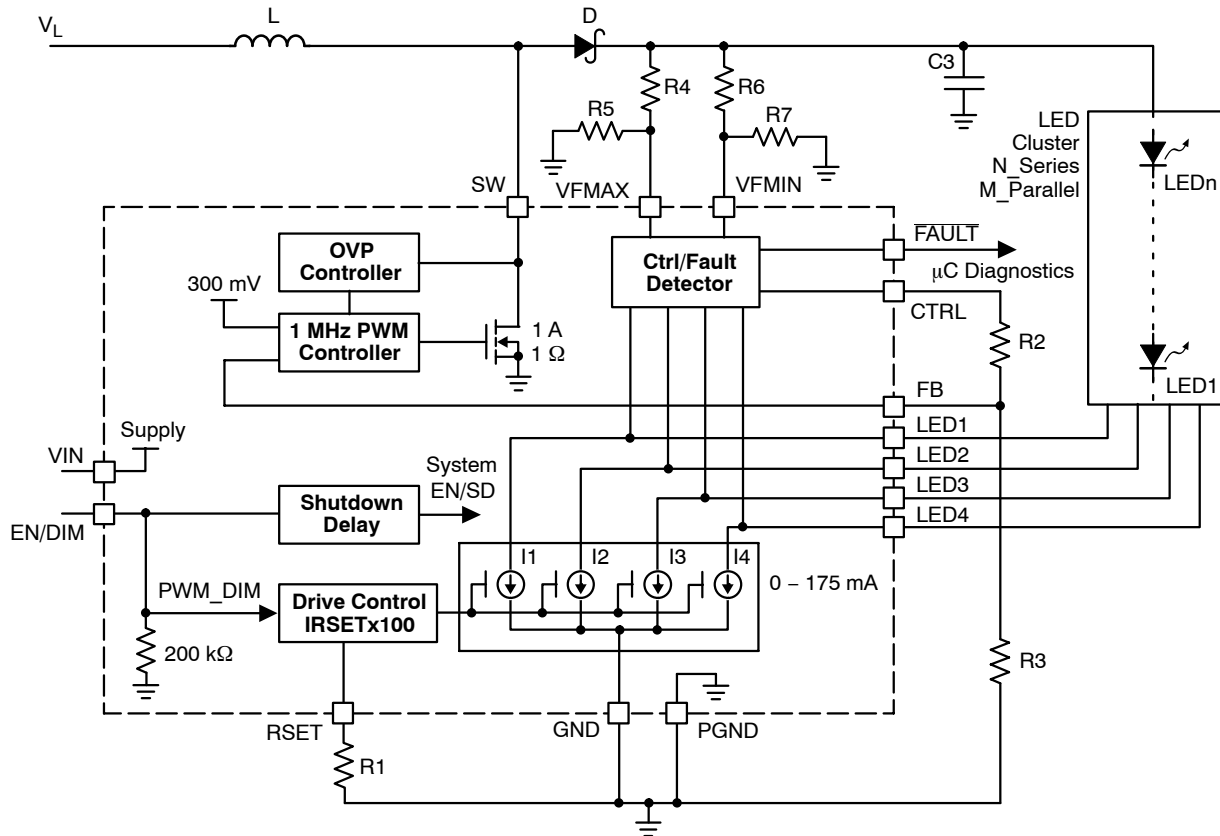 VL
L
D
R4
R6
C3
R5
R7
LED
Cluster
N_Series
M_Parallel
LEDn
LED1
SW
VFMAX
VFMIN
OVP
Controller
Ctrl/Fault
Detector
FAULT
µC Diagnostics
300 mV
1 MHz PWM
Controller
1 A
1 Ω
CTRL
R2
FB
LED1
LED2
LED3
LED4
Supply
VIN
EN/DIM
Shutdown
Delay
System
EN/SD
I1
I2
I3
I4
0 – 175 mA
PWM_DIM
Drive Control
IRSETx100
200 kΩ
R3
RSET
GND
PGND
R1